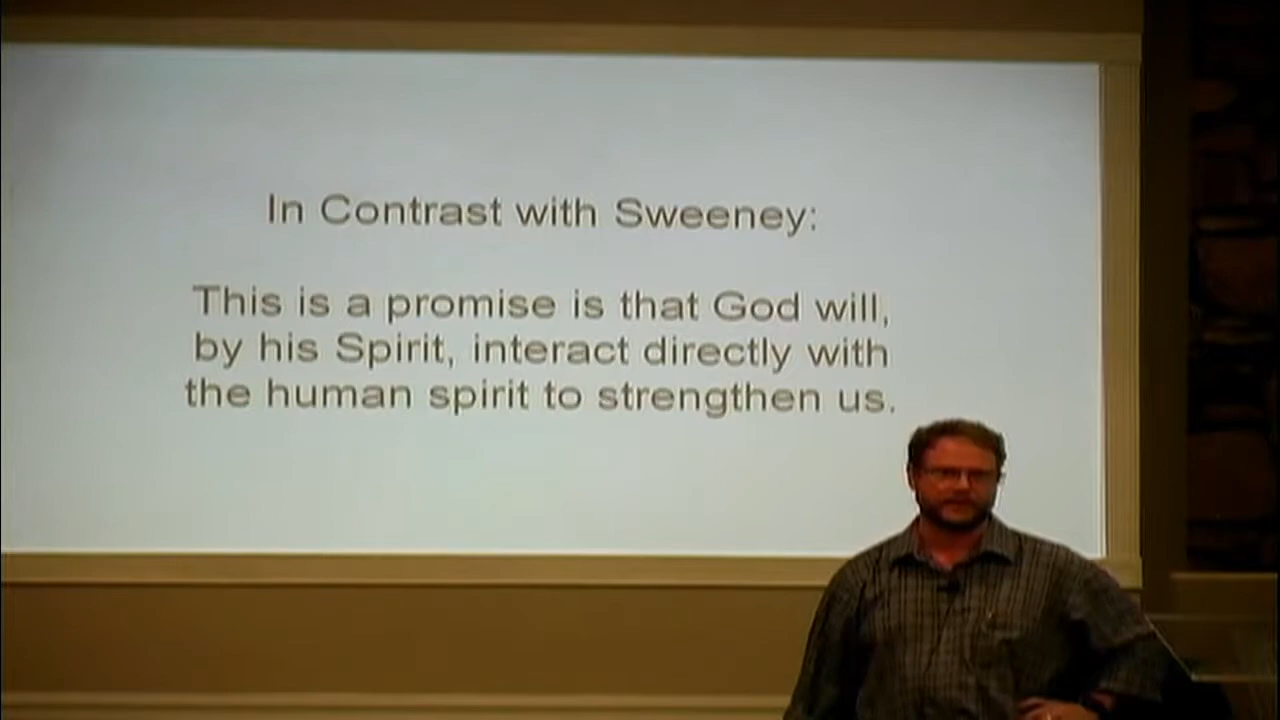 In Contrast with Sweeney:
This is a promise is that God will,
by his Spirit, interact directly with
the human spirit to strengthen us.